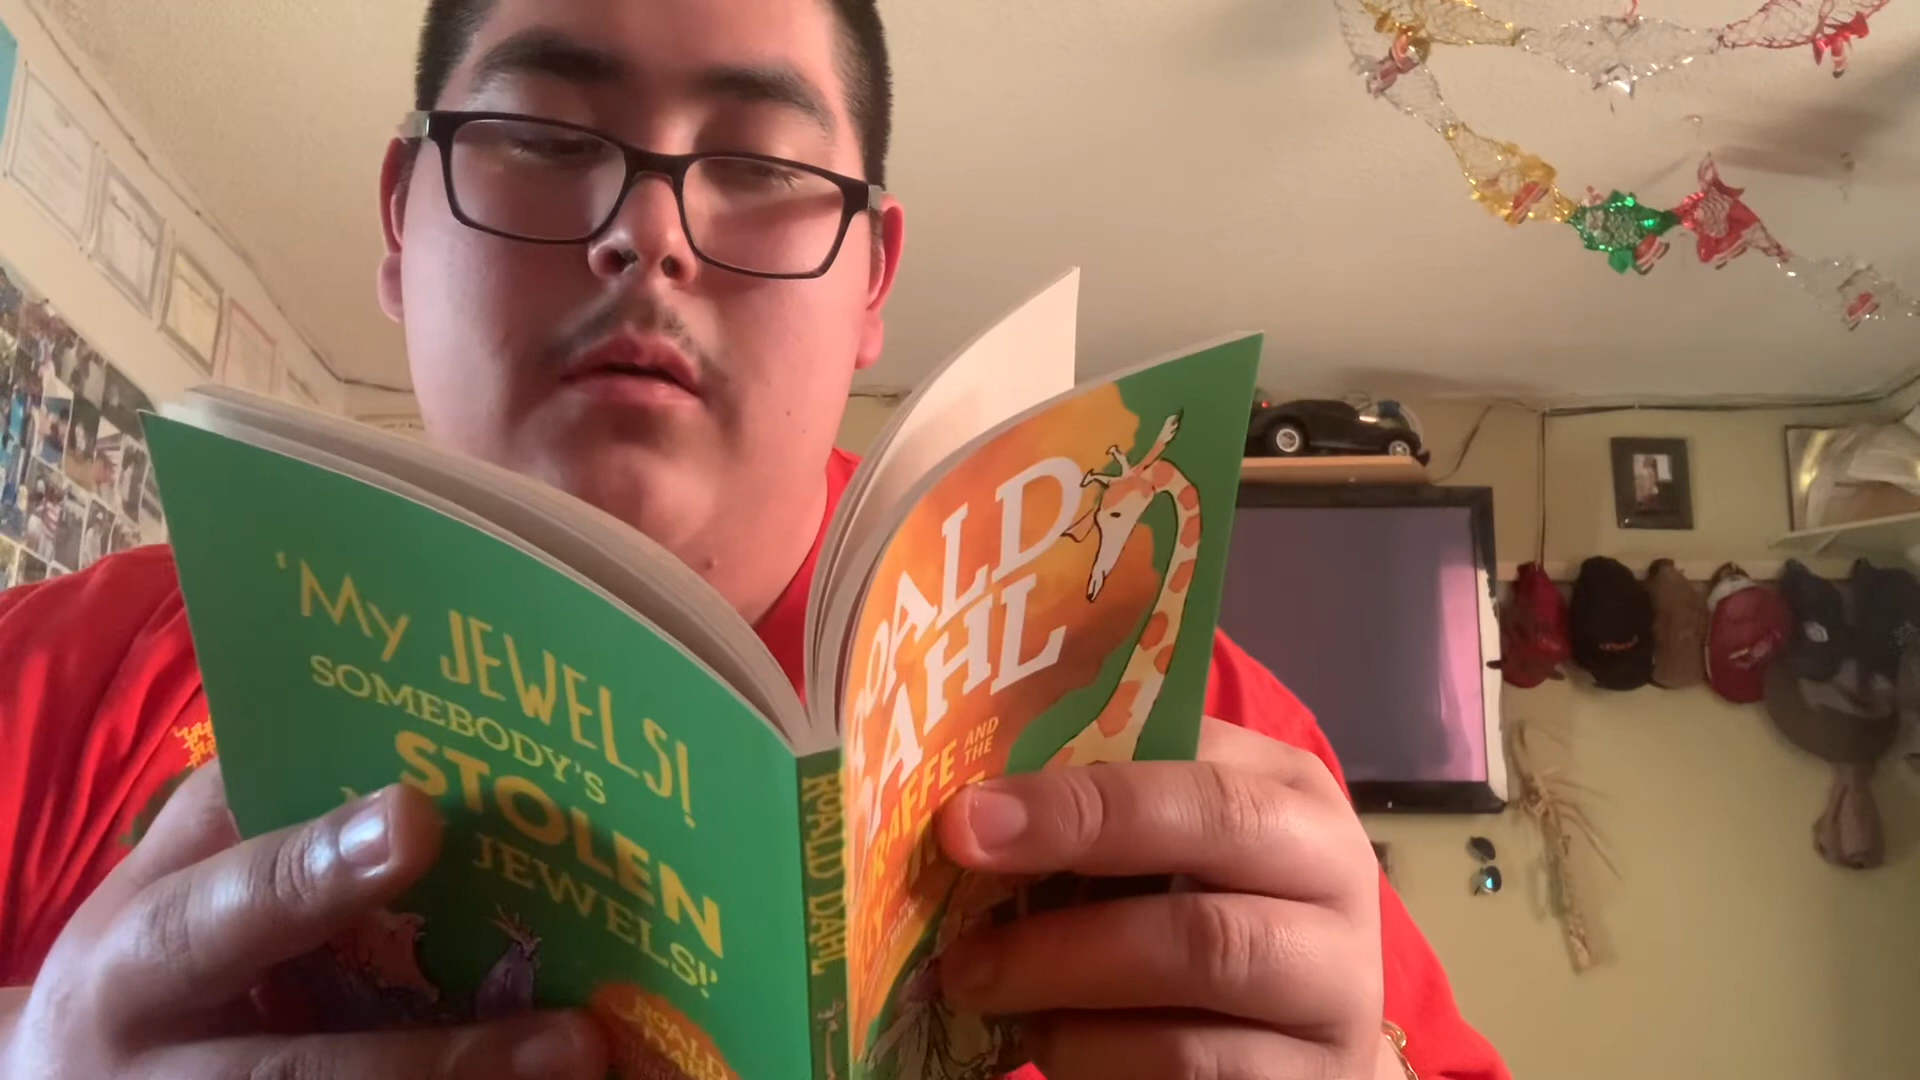 'My JEWELS!
SOMEBODY'S
STOLEN
JEWELS!'
ROALD
DAHL
ROALD DAHL
ROALD
DAHL
AND
THE